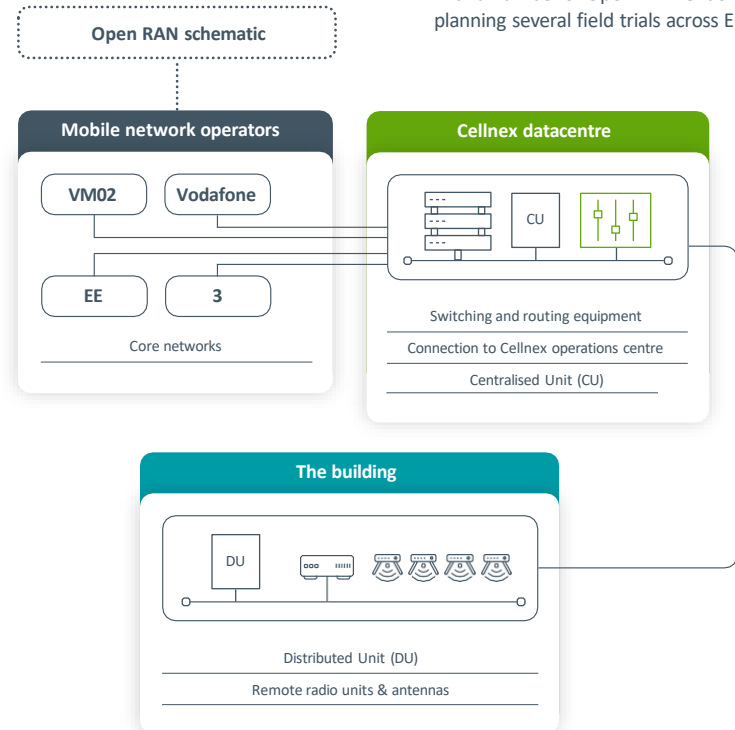 planning several field trials across E
Open RAN schematic
Mobile network operators
VM02
Vodafone
EE
3
Core networks
Cellnex datacentre
CU
Switching and routing equipment
Connection to Cellnex operations centre
Centralised Unit (CU)
The building
DU
Distributed Unit (DU)
Remote radio units & antennas